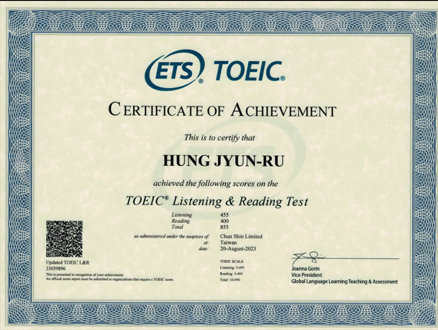 ETS® TOEIC®
CERTIFICATE OF ACHIEVEMENT
This is to certify that
HUNG JYUN-RU
achieved the following scores on the
TOEIC® Listening & Reading Test
Listening 455
Reading 400
Total 855
as administered under the auspices of Chun Shin Limited
at Taiwan
date 20-August-2023
Updated TOEIC L&R
TOEIC SCALE
Listening: 5-495
Reading: 5-495
Total: 10-990
Joanna Gorin
Vice President
Global Language Learning Teaching & Assessment
This is presented in recognition of your achievement.
An official score report must be submitted to organizations that require a TOEIC score.